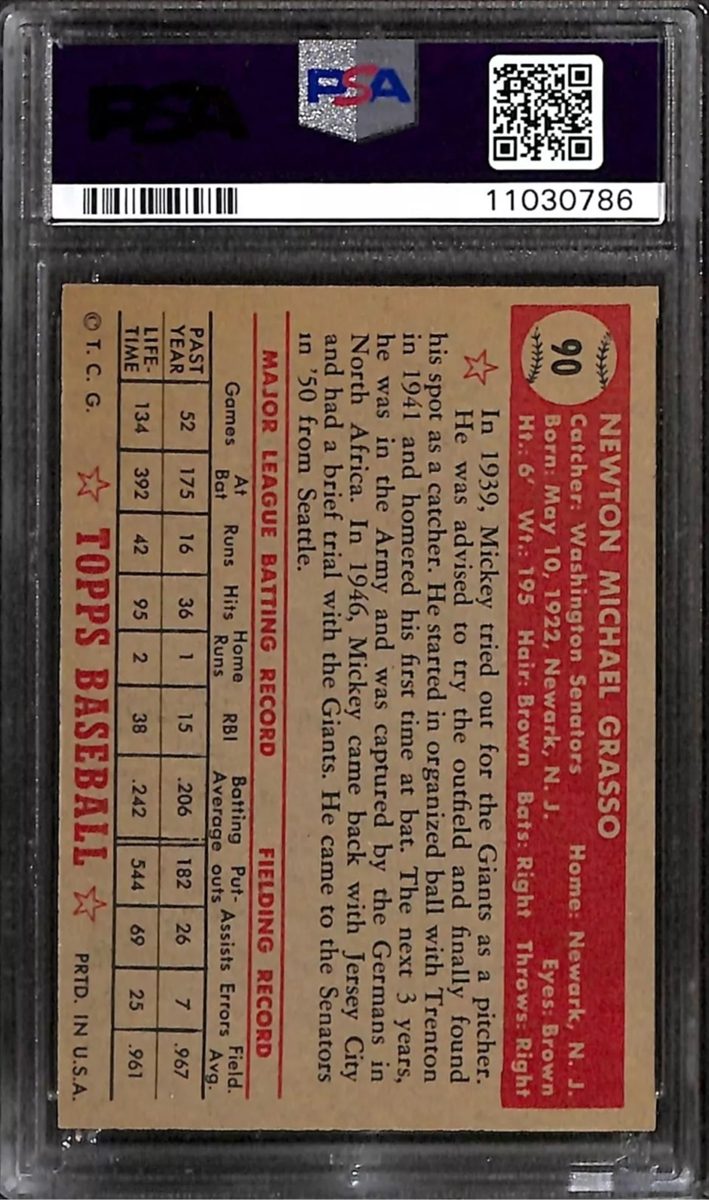 PSA
PSA
11030786
90
NEWTON MICHAEL GRASSO
Catcher: Washington Senators Home: Newark, N. J.
Born: May 10, 1922, Newark, N. J. Eyes: Brown
Ht.: 6' Wt.: 195 Hair: Brown Bats: Right Throws: Right
In 1939, Mickey tried out for the Giants as a pitcher.
He was advised to try the outfield and finally found
his spot as a catcher. He started in organized ball with Trenton
in 1941 and homered his first time at bat. The next 3 years,
he was in the Army and was captured by the Germans in
North Africa. In 1946, Mickey came back with Jersey City
and had a brief trial with the Giants. He came to the Senators
in '50 from Seattle.
MAJOR LEAGUE BATTING RECORD FIELDING RECORD
Games At Bat Runs Hits Home Runs RBI Batting Average Put-outs Assists Errors Field. Avg.
PAST YEAR 52 175 16 36 1 15 .206 182 26 7 .967
LIFE-TIME 134 392 42 95 2 38 .242 544 69 25 .961
© T. C. G. TOPPS BASEBALL PRTD. IN U.S.A.